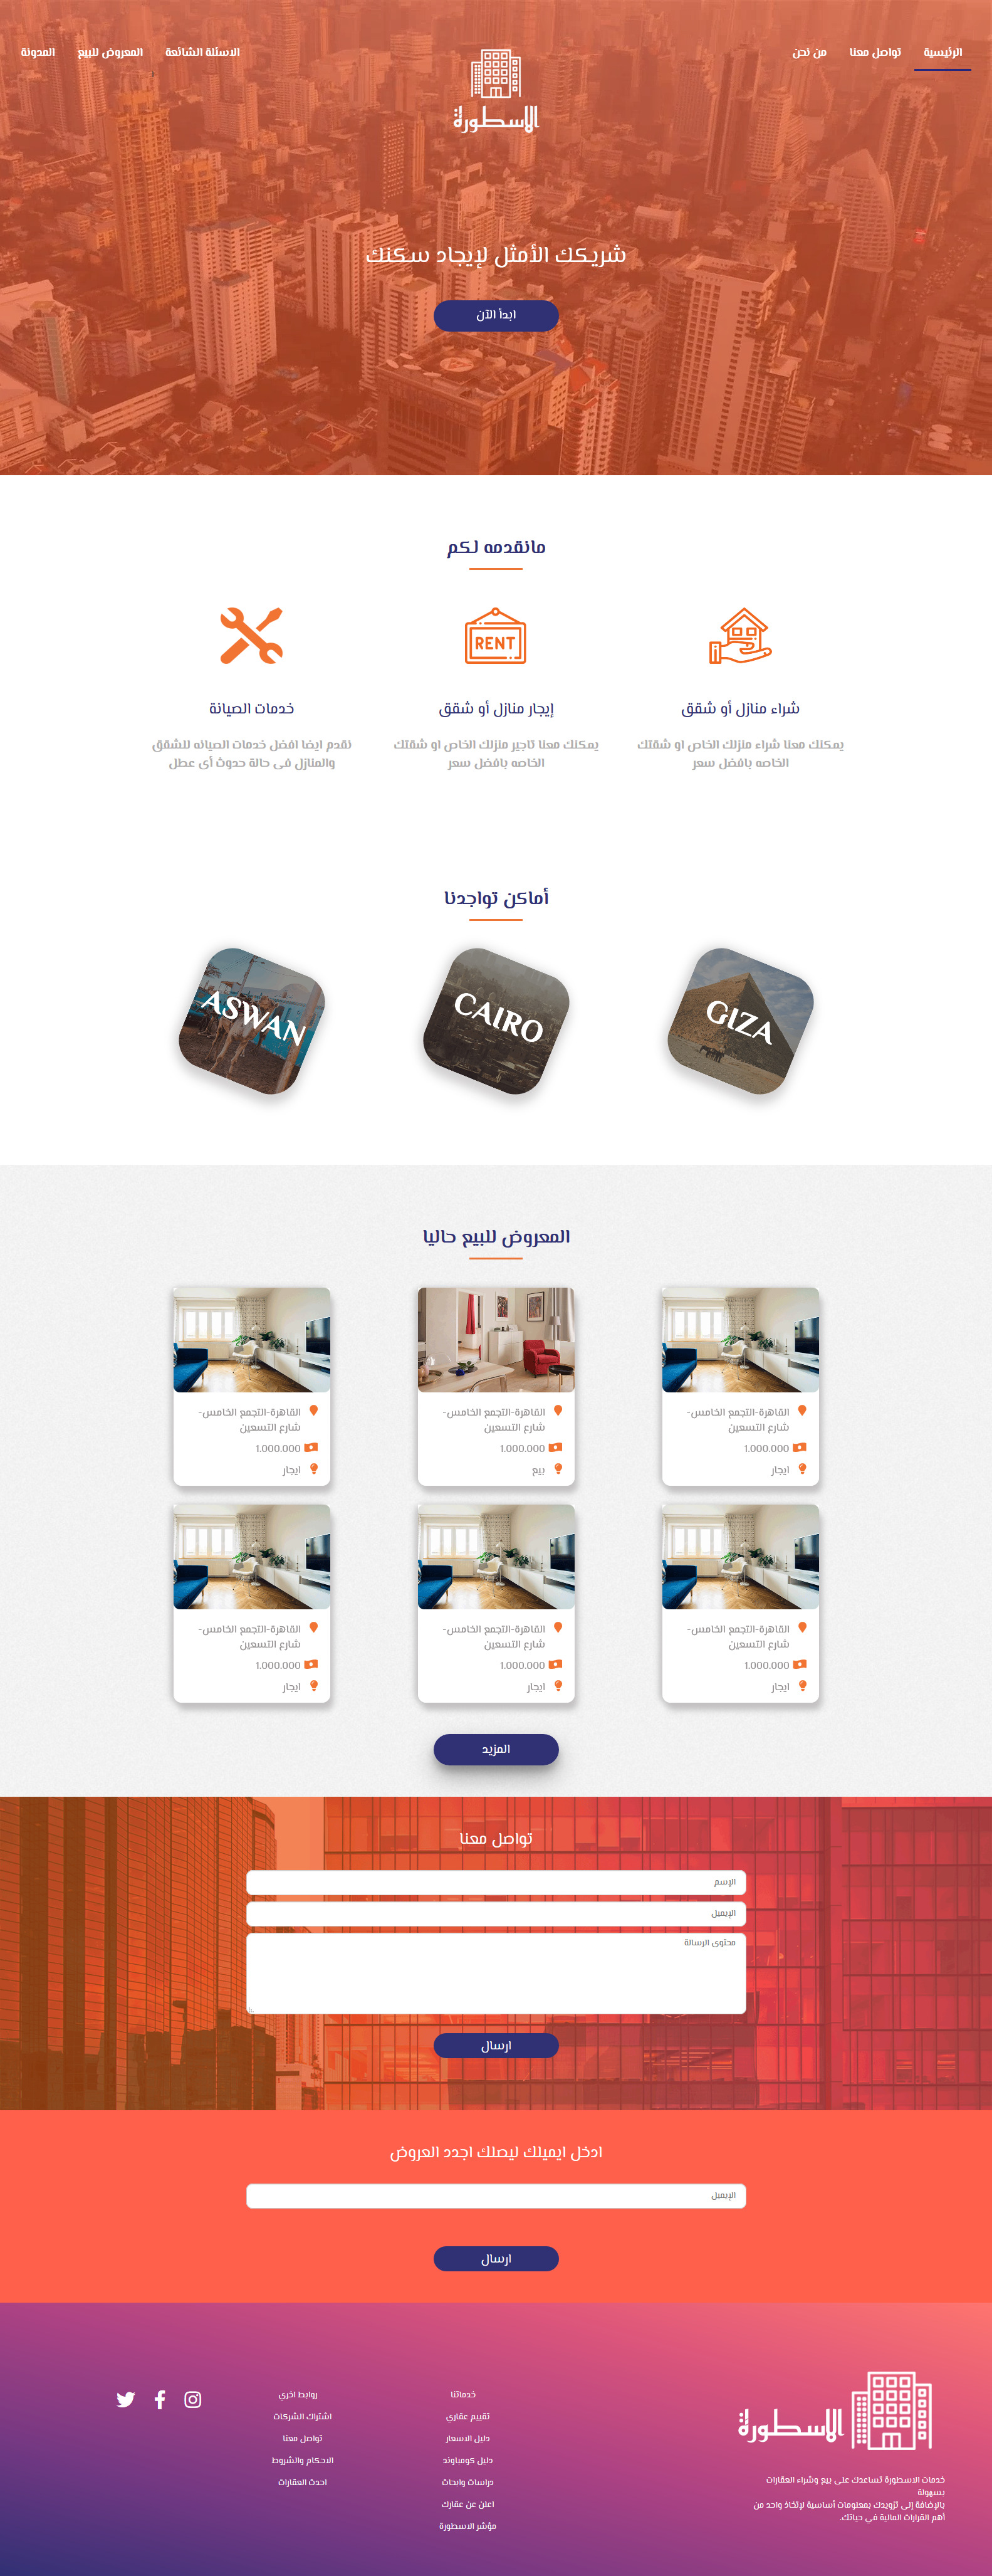 الرئيسية
تواصل معنا
من نحن
الاسطورة
الاسئلة الشائعة
المعروض للبيع
المدونة
شريكك الأمثل لإيجاد سكنك
ابدأ الآن
مانقدمه لكم
RENT
شراء منازل أو شقق
يمكنك معنا شراء منزلك الخاص او شقتك
الخاصه بافضل سعر
إيجار منازل أو شقق
يمكنك معنا تاجير منزلك الخاص او شقتك
الخاصه بافضل سعر
خدمات الصيانة
نقدم ايضا افضل خدمات الصيانه للشقق
والمنازل فى حالة حدوث أى عطل
أماكن تواجدنا
GIZA
CAIRO
ASWAN
المعروض للبيع حاليا
القاهرة-التجمع الخامس-
شارع التسعين
1.000.000
ايجار
القاهرة-التجمع الخامس-
شارع التسعين
1.000.000
بيع
القاهرة-التجمع الخامس-
شارع التسعين
1.000.000
ايجار
القاهرة-التجمع الخامس-
شارع التسعين
1.000.000
ايجار
القاهرة-التجمع الخامس-
شارع التسعين
1.000.000
ايجار
القاهرة-التجمع الخامس-
شارع التسعين
1.000.000
ايجار
المزيد
تواصل معنا
الإسم
الإيميل
محتوى الرسالة
ارسال
ادخل ايميلك ليصلك اجدد العروض
الإيميل
ارسال
الاسطورة
خدمات الاسطورة تساعدك على بيع وشراء العقارات
بسهولة
بالإضافة إلى تزويدك بمعلومات أساسية لإتخاذ واحد من
أهم القرارات المالية في حياتك.
خدماتنا
تقييم عقاري
دليل الاسعار
دليل كومباوند
دراسات وابحاث
اعلن عن عقارك
مؤشر الاسطورة
روابط اخري
اشتراك الشركات
تواصل معنا
الاحكام والشروط
احدث العقارات